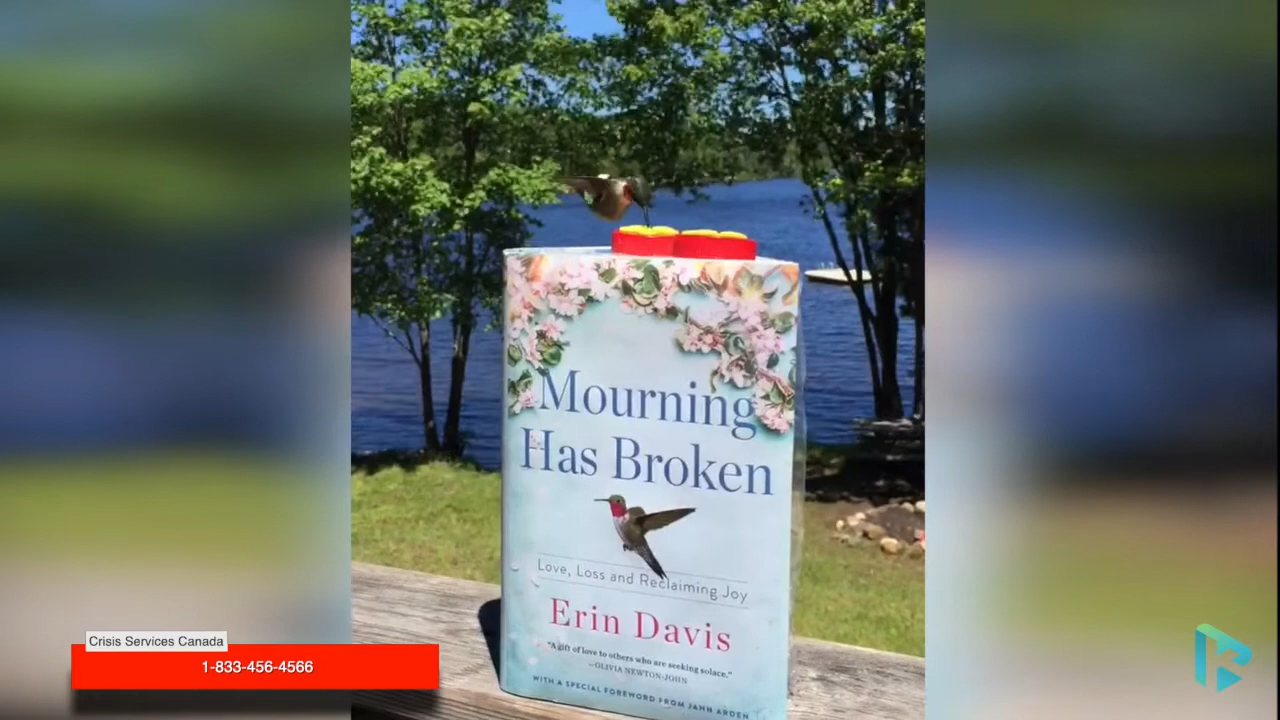 Mourning
Has Broken
Love, Loss and Reclaiming Joy
Erin Davis
"A gift of love to others who are seeking solace."
—OLIVIA NEWTON-JOHN
WITH A SPECIAL FOREWORD FROM JANN ARDEN
Crisis Services Canada
1-833-456-4566